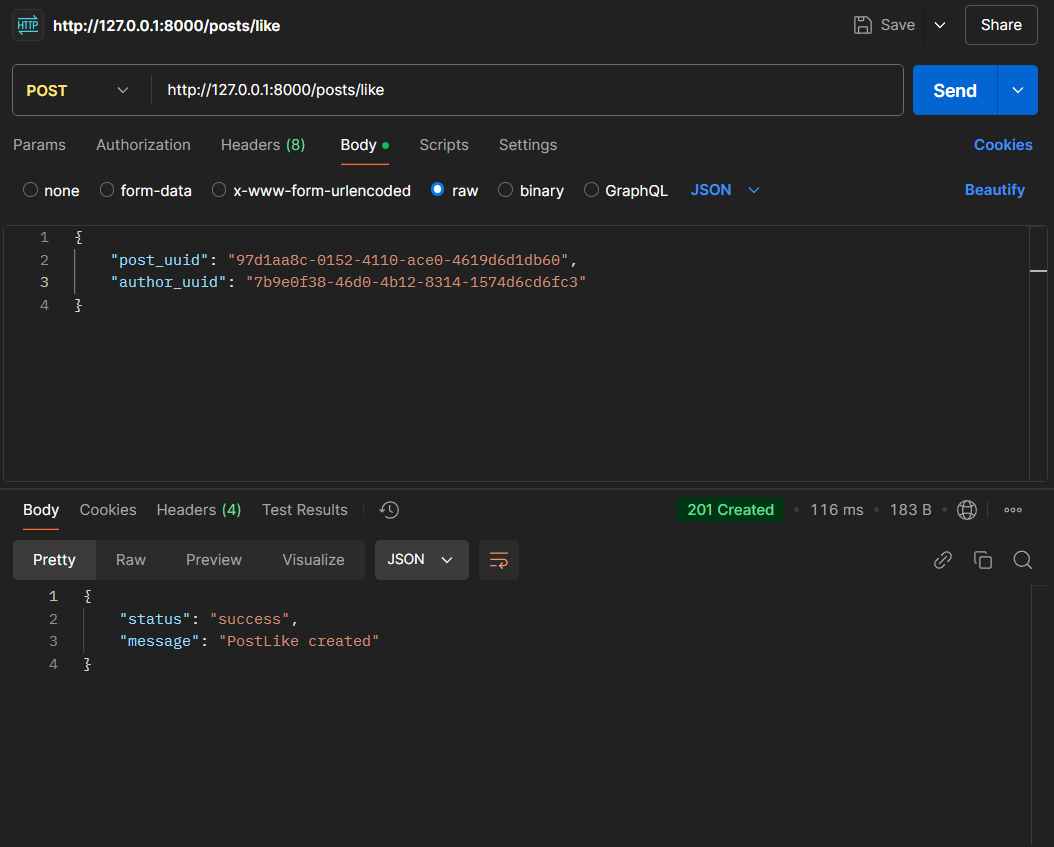 HTTP http://127.0.0.1:8000/posts/like Save Share
POST http://127.0.0.1:8000/posts/like Send
Params Authorization Headers (8) Body Scripts Settings Cookies
none form-data x-www-form-urlencoded raw binary GraphQL JSON Beautify
1 {
2 "post_uuid": "97d1aa8c-0152-4110-ace0-4619d6d1db60",
3 "author_uuid": "7b9e0f38-46d0-4b12-8314-1574d6cd6fc3"
4 }
Body Cookies Headers (4) Test Results 201 Created • 116 ms • 183 B •
Pretty Raw Preview Visualize JSON
1 {
2 "status": "success",
3 "message": "PostLike created"
4 }